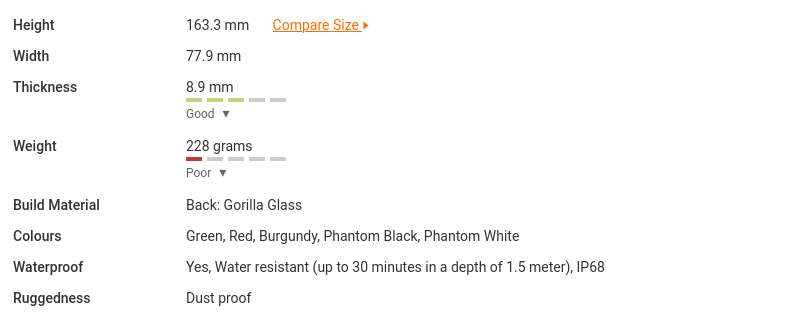 Height 163.3 mm Compare Size
Width 77.9 mm
Thickness 8.9 mm
Good ▼
Weight 228 grams
Poor ▼
Build Material Back: Gorilla Glass
Colours Green, Red, Burgundy, Phantom Black, Phantom White
Waterproof Yes, Water resistant (up to 30 minutes in a depth of 1.5 meter), IP68
Ruggedness Dust proof